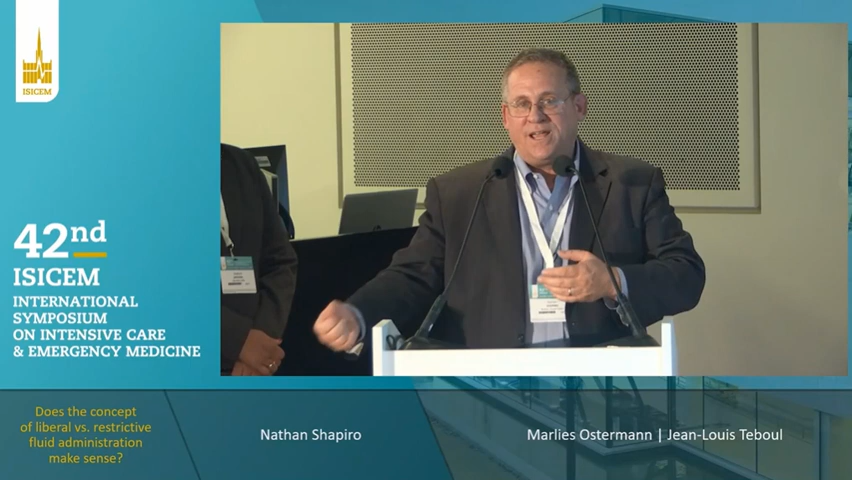 ISICEM
42nd
ISICEM
INTERNATIONAL
SYMPOSIUM
ON INTENSIVE CARE
& EMERGENCY MEDICINE
Does the concept
of liberal vs. restrictive
fluid administration
make sense?
Nathan Shapiro
Marlies Ostermann | Jean-Louis Teboul